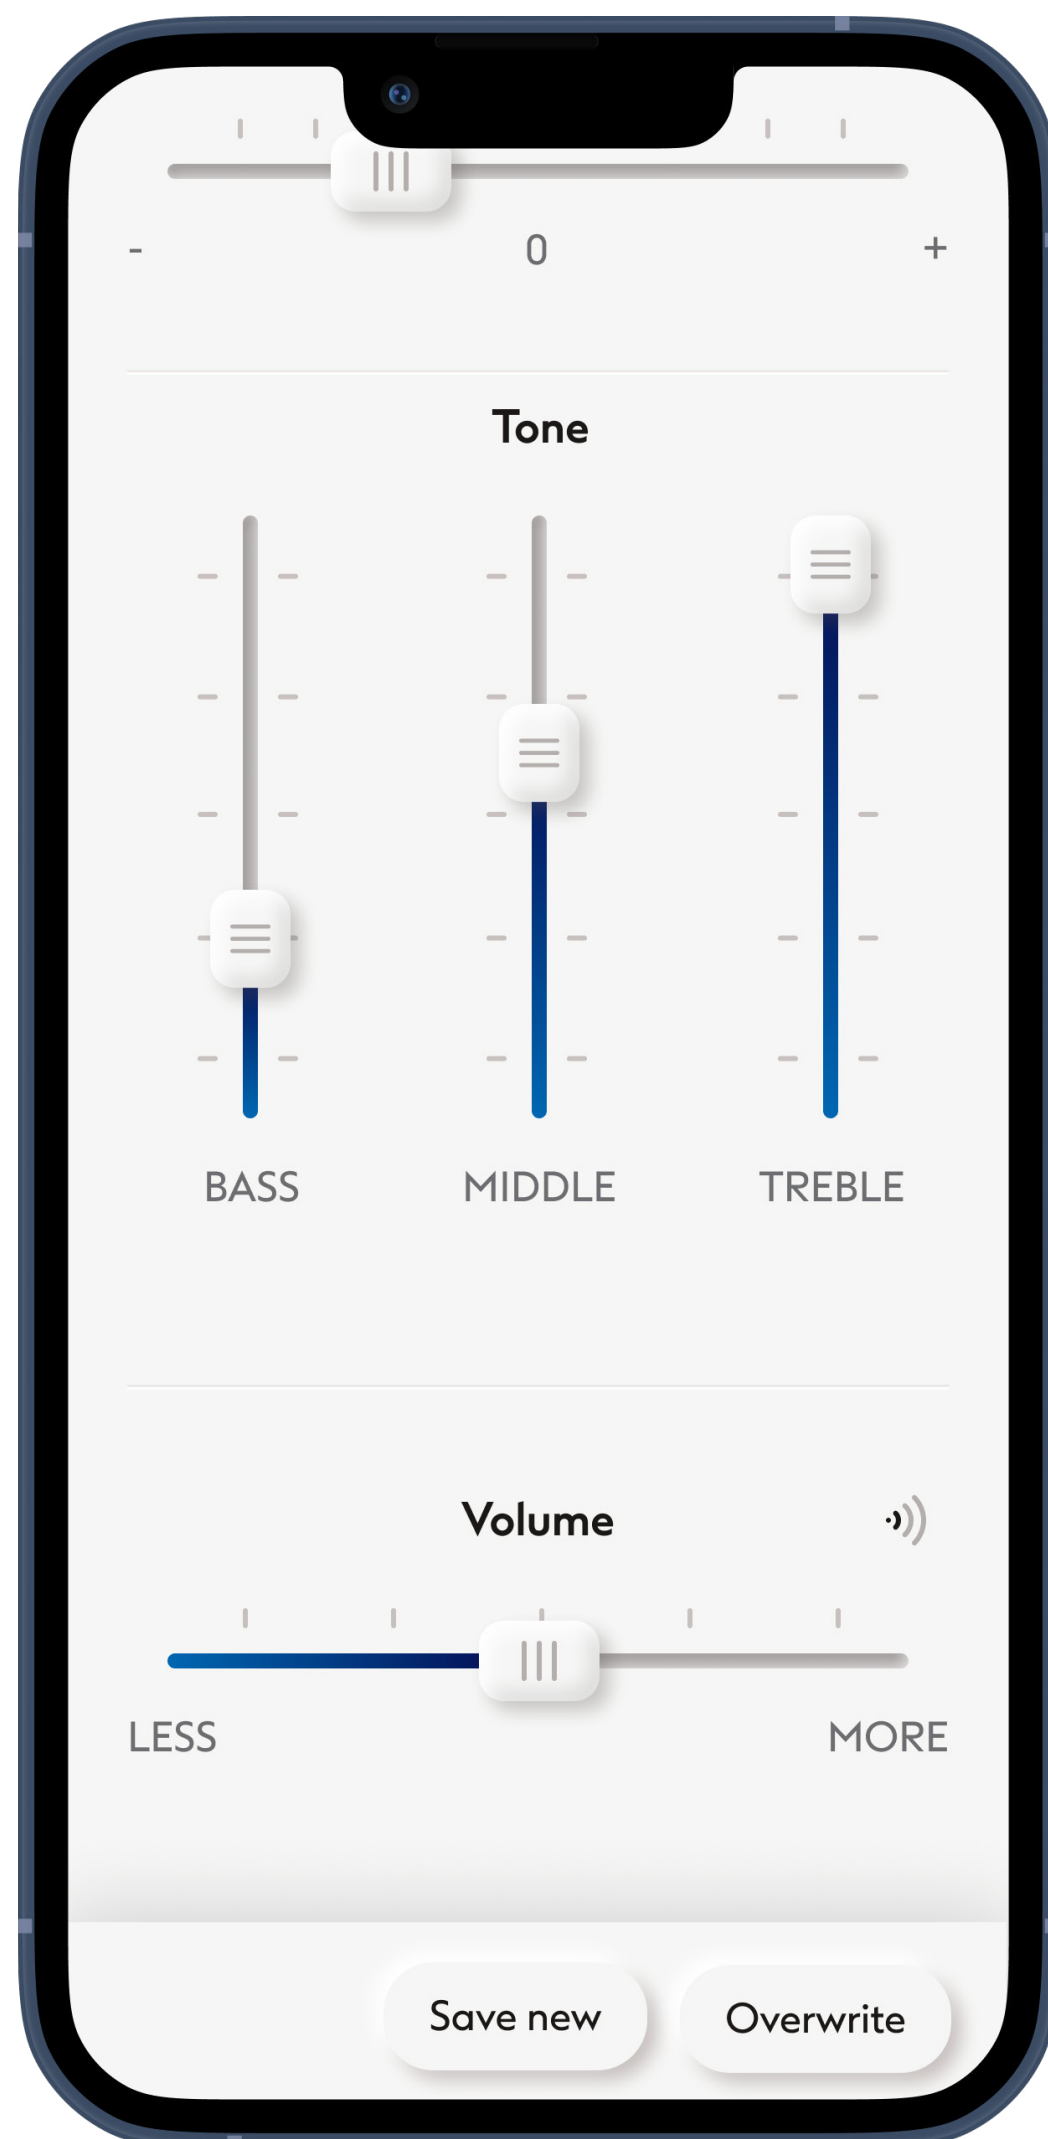 - 0 +
Tone
BASS MIDDLE TREBLE
Volume
LESS MORE
Save new Overwrite